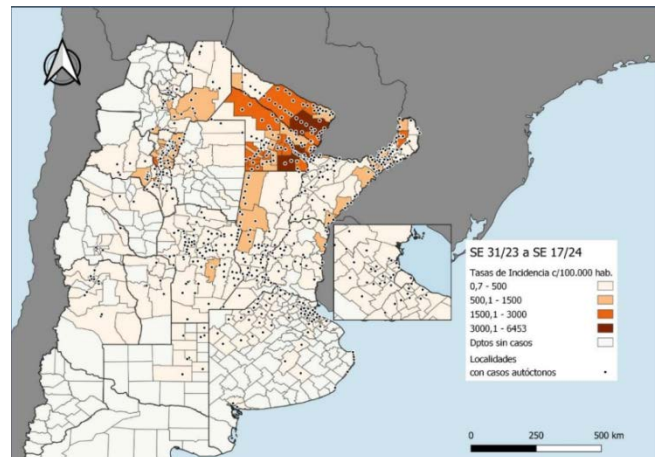 SE 31/23 a SE 17/24
Tasas de Incidencia c/100.000 hab.
0,7 - 500
500,1 - 1500
1500,1 - 3000
3000,1 - 6453
Dptos sin casos
Localidades
con casos autóctonos
0 250 500 km